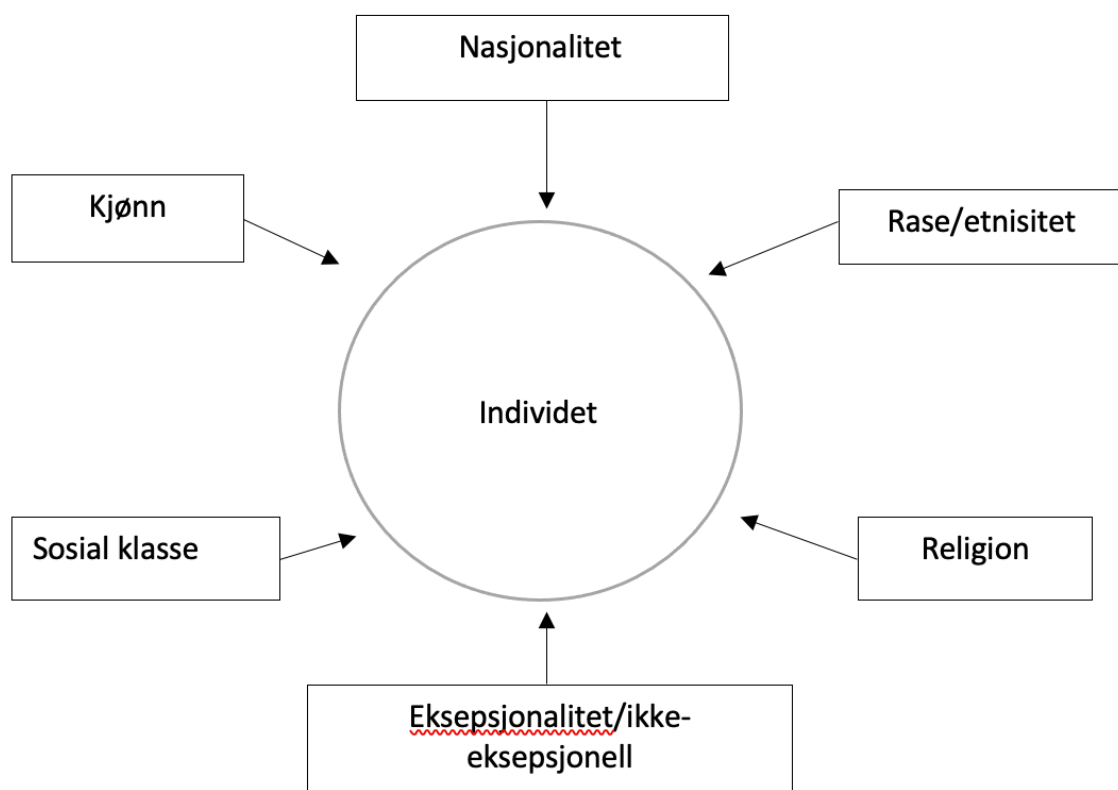 Nasjonalitet
Kjønn
Rase/etnisitet
Individet
Sosial klasse
Religion
Eksepsjonalitet/ikke-
eksepsjonell